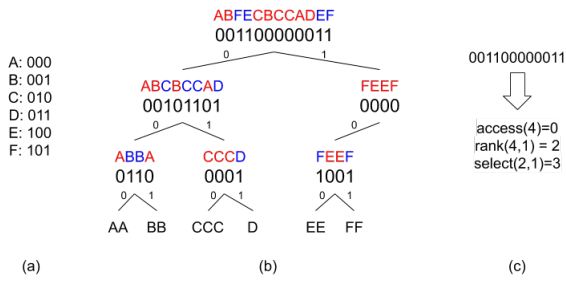 A: 000
B: 001
C: 010
D: 011
E: 100
F: 101
(a)
ABFECBCCADEF
001100000011
0 1
ABCBCCAD FEEF
00101101 0000
0 1 0
ABBA CCCD FEEF
0110 0001 1001
0 1 0 1 0 1
AA BB CCC D EE FF
(b)
001100000011
access(4)=0
rank(4,1) = 2
select(2,1)=3
(c)